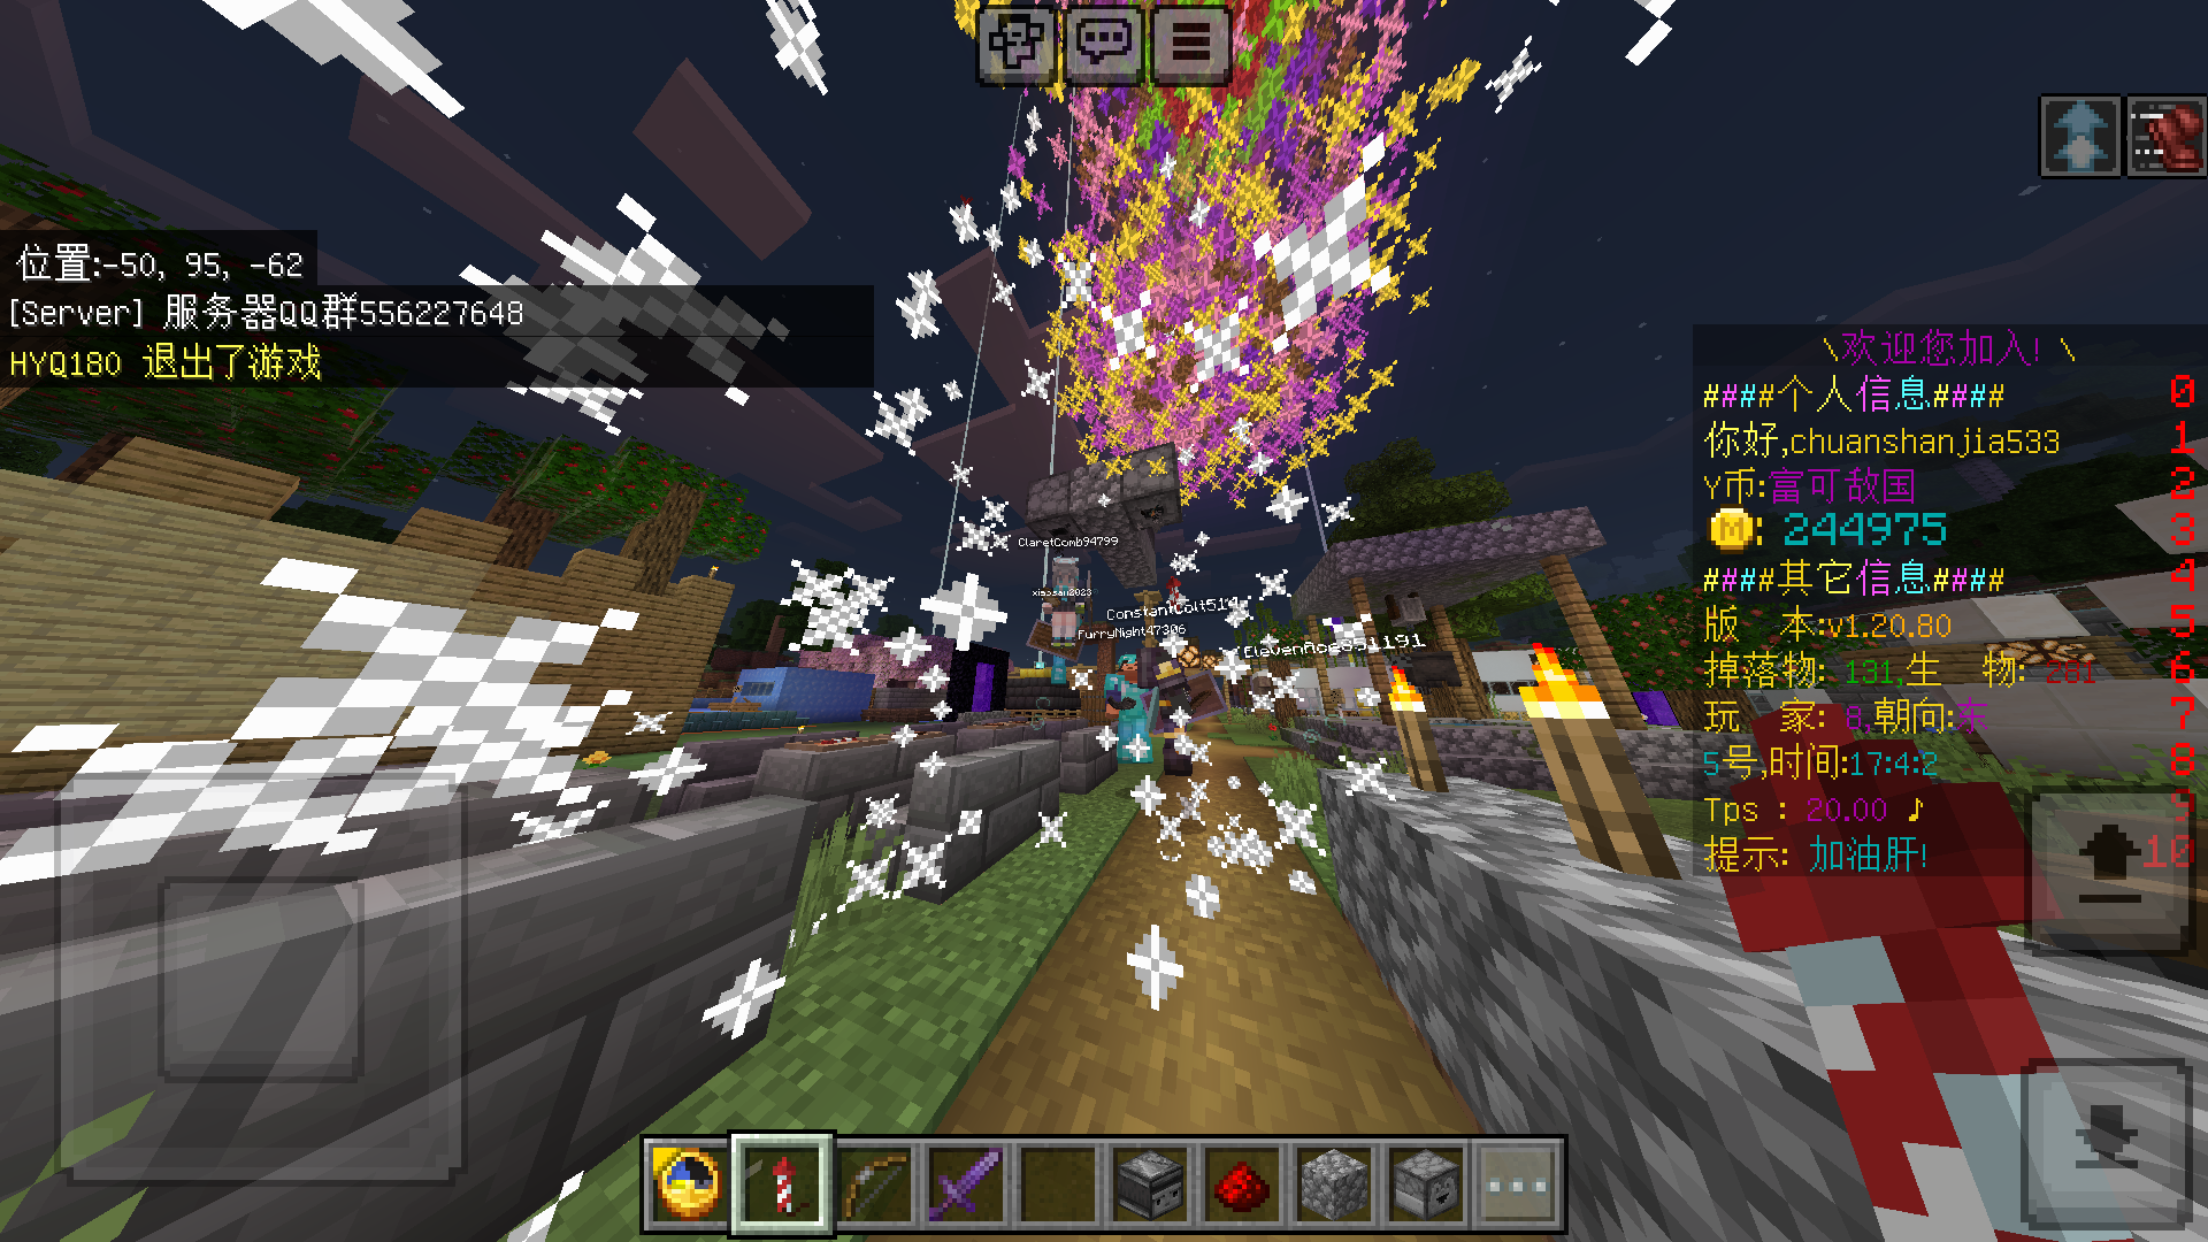 位置:-50, 95, -62
[Server] 服务器QQ群556227648
HYQ180 退出了游戏
ClaretComb94799
xiaosan2023
ConstantColt514
FurryNight47306
\欢迎您加入! \
####个人信息#### 0
你好,chuanshanjia533 1
Y币:富可敌国 2
M: 244975 3
####其它信息#### 4
版 本:v1.20.80 5
掉落物: 131,生 物: 281 6
玩 家: 8,朝向:东 7
5号,时间:17:4:2 8
Tps : 20.00 ♪ 9
提示: 加油肝! 10